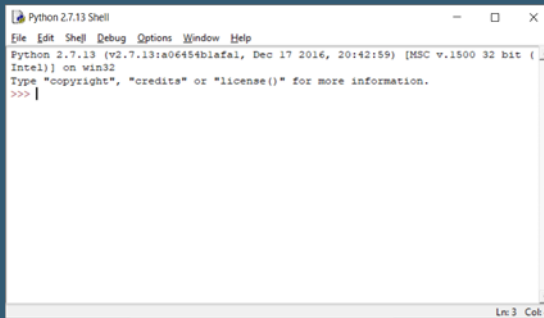 Python 2.7.13 Shell
File Edit Shell Debug Options Window Help
Python 2.7.13 (v2.7.13:a06454b1afa1, Dec 17 2016, 20:42:59) [MSC v.1500 32 bit (
Intel)] on win32
Type "copyright", "credits" or "license()" for more information.
>>>
Ln: 3 Col: